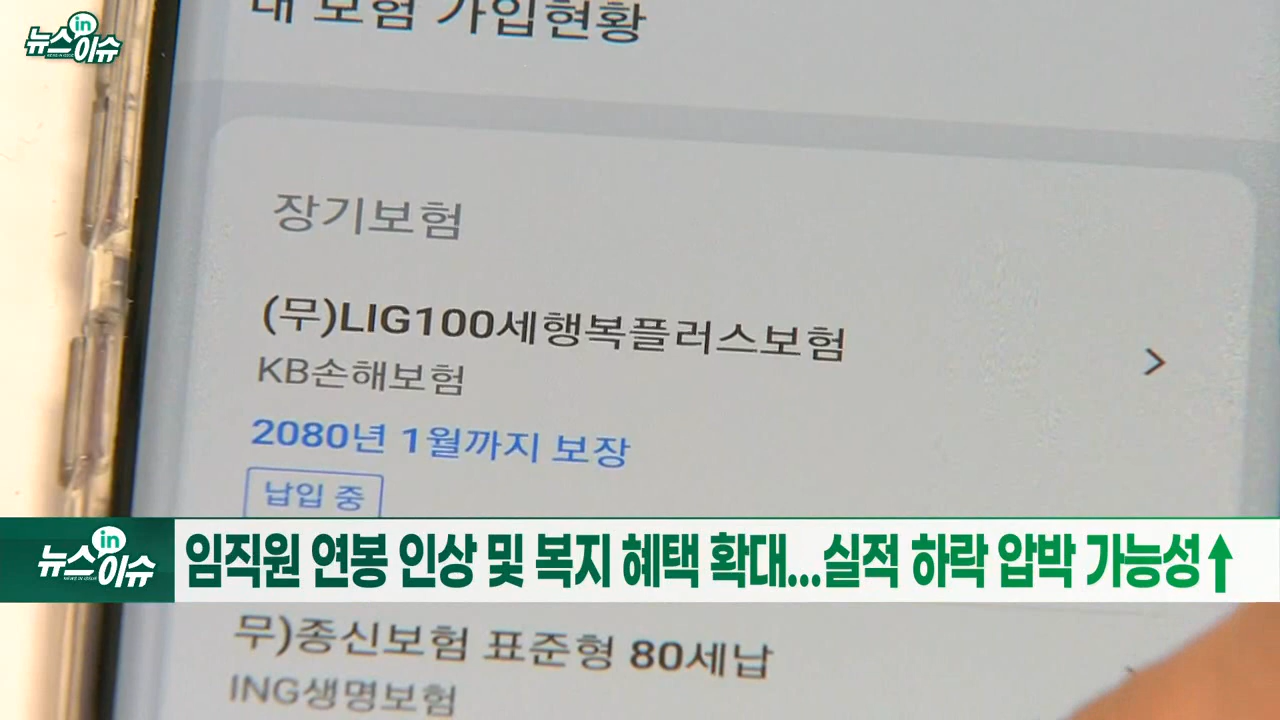 뉴스in이슈
내 보험 가입현황
장기보험
(무)LIG100세행복플러스보험
KB손해보험
2080년 1월까지 보장
납입 중
뉴스in이슈
임직원 연봉 인상 및 복지 혜택 확대...실적 하락 압박 가능성↑
무)종신보험 표준형 80세납
ING생명보험